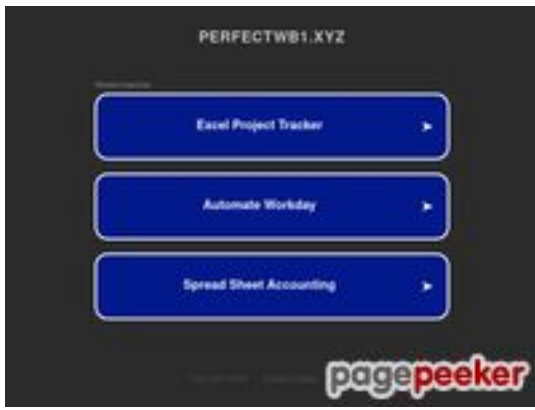 PERFECTWB1.XYZ
Excel Project Tracker
Automate Workday
Spread Sheet Accounting
pagepeeker